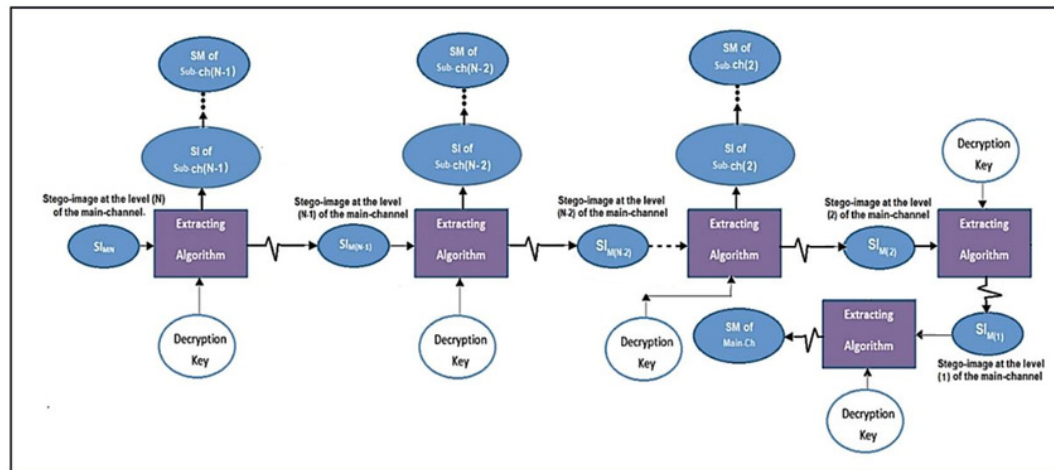 SM of
Sub-ch(N-1)
SM of
Sub-ch(N-2)
SM of
Sub-ch(2)
SI of
Sub-ch(N-1)
SI of
Sub-ch(N-2)
SI of
Sub-ch(2)
Decryption
Key
Stego-image at the level (N)
of the main-channel.
SIMN
Extracting
Algorithm
Stego-image at the level
(N-1) of the main-channel
SIM(N-1)
Extracting
Algorithm
Stego-image at the level
(N-2) of the main-channel
SIM(N-2)
Extracting
Algorithm
Stego-image at the level
(2) of the main-channel
SIM(2)
Extracting
Algorithm
Decryption
Key
Decryption
Key
Decryption
Key
SM of
Main-Ch
Extracting
Algorithm
SIM(1)
Stego-image at the level
(1) of the main-channel
Decryption
Key